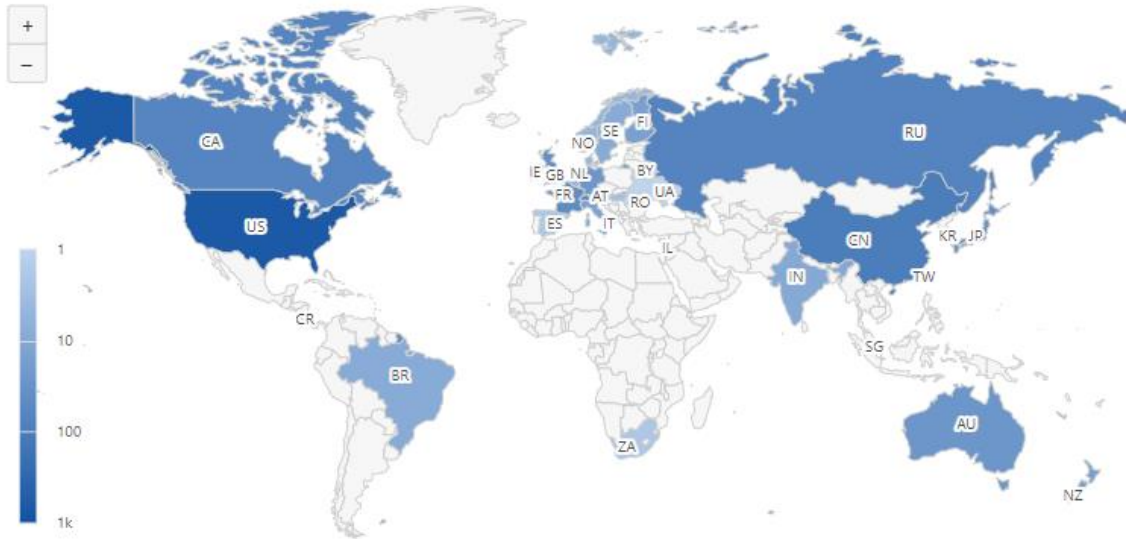 +
−
CA
US
CR
BR
NO
SE
FI
RU
IE
GB
NL
BY
FR
AT
RO
UA
ES
IT
IL
ZA
CN
KR
JP
IN
TW
SG
AU
NZ
1
10
100
1k